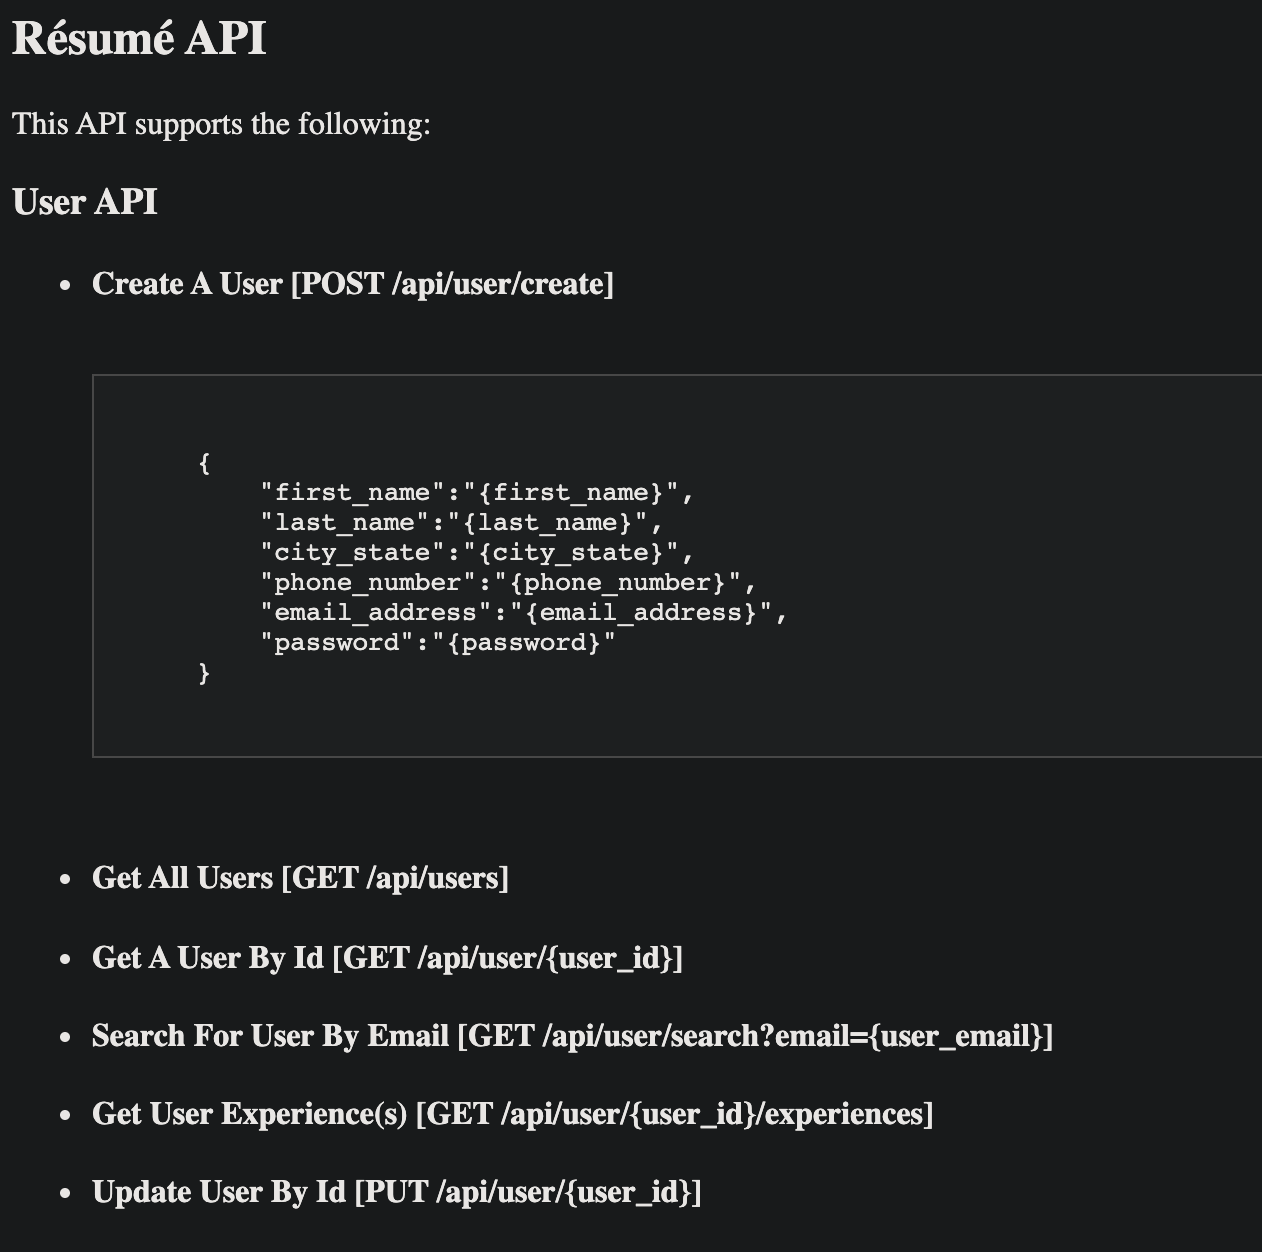 Résumé API
This API supports the following:
User API
• Create A User [POST /api/user/create]
{
    "first_name":"{first_name}",
    "last_name":"{last_name}",
    "city_state":"{city_state}",
    "phone_number":"{phone_number}",
    "email_address":"{email_address}",
    "password":"{password}"
}
• Get All Users [GET /api/users]
• Get A User By Id [GET /api/user/{user_id}]
• Search For User By Email [GET /api/user/search?email={user_email}]
• Get User Experience(s) [GET /api/user/{user_id}/experiences]
• Update User By Id [PUT /api/user/{user_id}]